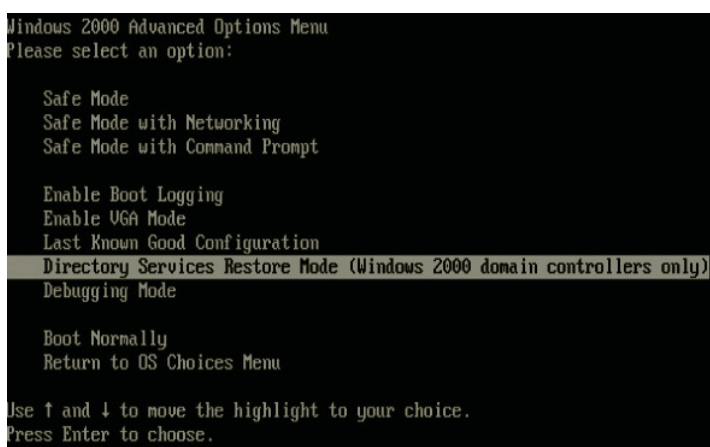 Windows 2000 Advanced Options Menu
Please select an option:
Safe Mode
Safe Mode with Networking
Safe Mode with Command Prompt
Enable Boot Logging
Enable VGA Mode
Last Known Good Configuration
Directory Services Restore Mode (Windows 2000 domain controllers only)
Debugging Mode
Boot Normally
Return to OS Choices Menu
Use ↑ and ↓ to move the highlight to your choice.
Press Enter to choose.